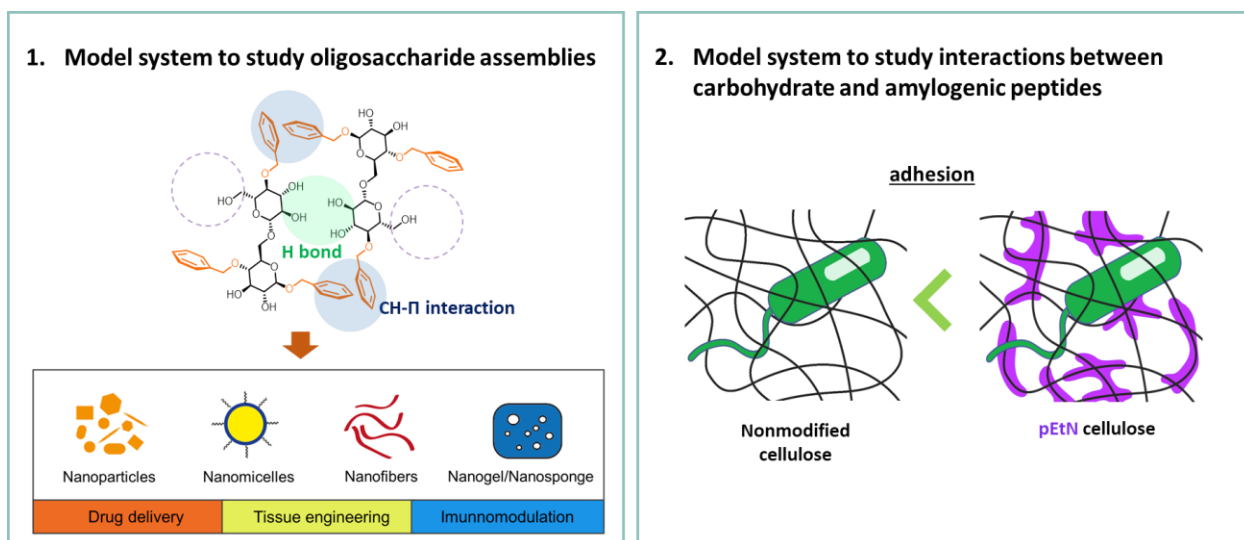 1. Model system to study oligosaccharide assemblies
HO
OH
O
O
O
O
O
HO
OH
OH
O
HO
HO
O
OH
O
H bond
O
O
O
HO
OH
O
CH-Π interaction
Nanoparticles
Nanomicelles
Nanofibers
Nanogel/Nanosponge
Drug delivery
Tissue engineering
Imunnomodulation
2. Model system to study interactions between
carbohydrate and amylogenic peptides
adhesion
<
Nonmodified
cellulose
pEtN cellulose